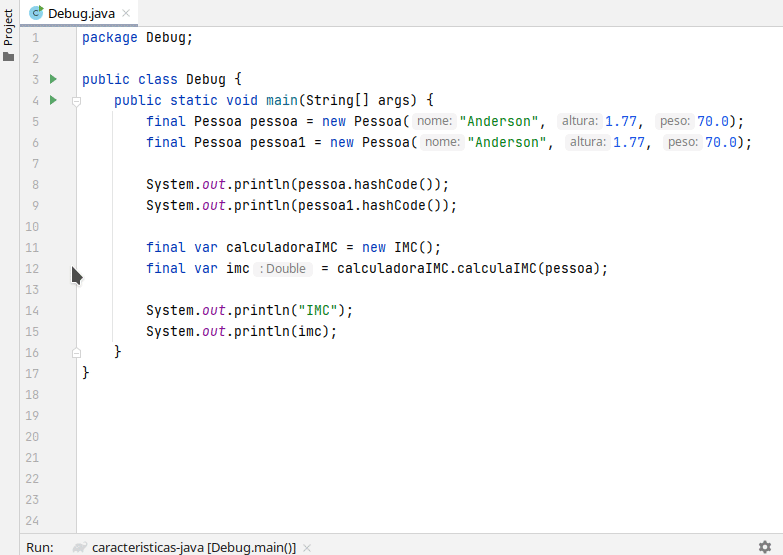 Project
Debug.java
1 package Debug;
2
3 public class Debug {
4 public static void main(String[] args) {
5 final Pessoa pessoa = new Pessoa( nome: "Anderson", altura: 1.77, peso: 70.0);
6 final Pessoa pessoa1 = new Pessoa( nome: "Anderson", altura: 1.77, peso: 70.0);
7
8 System.out.println(pessoa.hashCode());
9 System.out.println(pessoa1.hashCode());
10
11 final var calculadoraIMC = new IMC();
12 final var imc : Double = calculadoraIMC.calculaIMC(pessoa);
13
14 System.out.println("IMC");
15 System.out.println(imc);
16 }
17 }
18
19
20
21
22
23
24
Run: caracteristicas-java [Debug.main()]